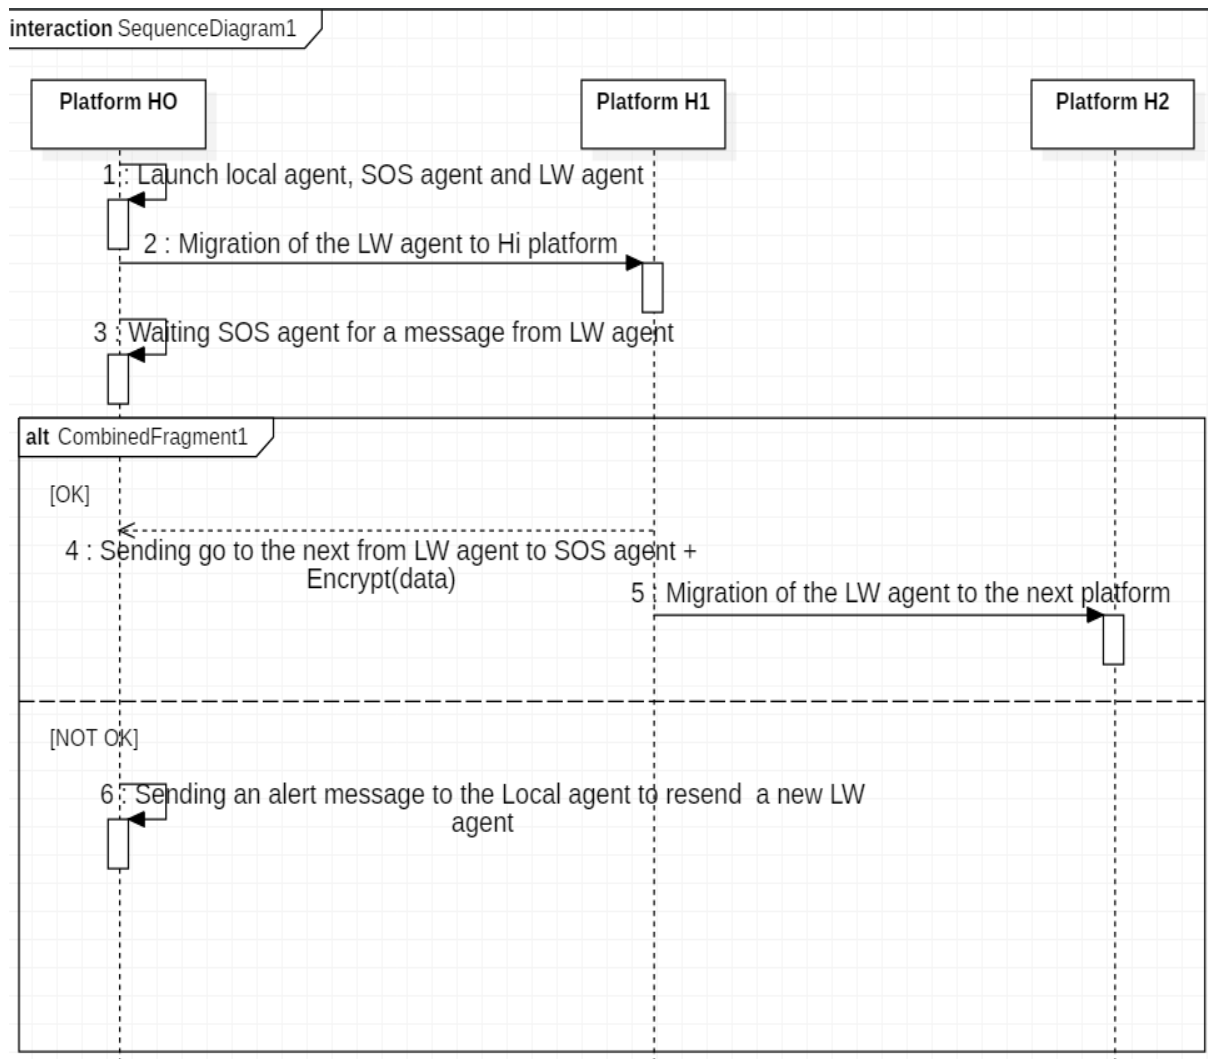 interaction SequenceDiagram1
Platform HO
Platform H1
Platform H2
1 : Launch local agent, SOS agent and LW agent
2 : Migration of the LW agent to Hi platform
3 : Waiting SOS agent for a message from LW agent
alt CombinedFragment1
[OK]
4 : Sending go to the next from LW agent to SOS agent +
Encrypt(data)
5 : Migration of the LW agent to the next platform
[NOT OK]
6 : Sending an alert message to the Local agent to resend  a new LW
agent